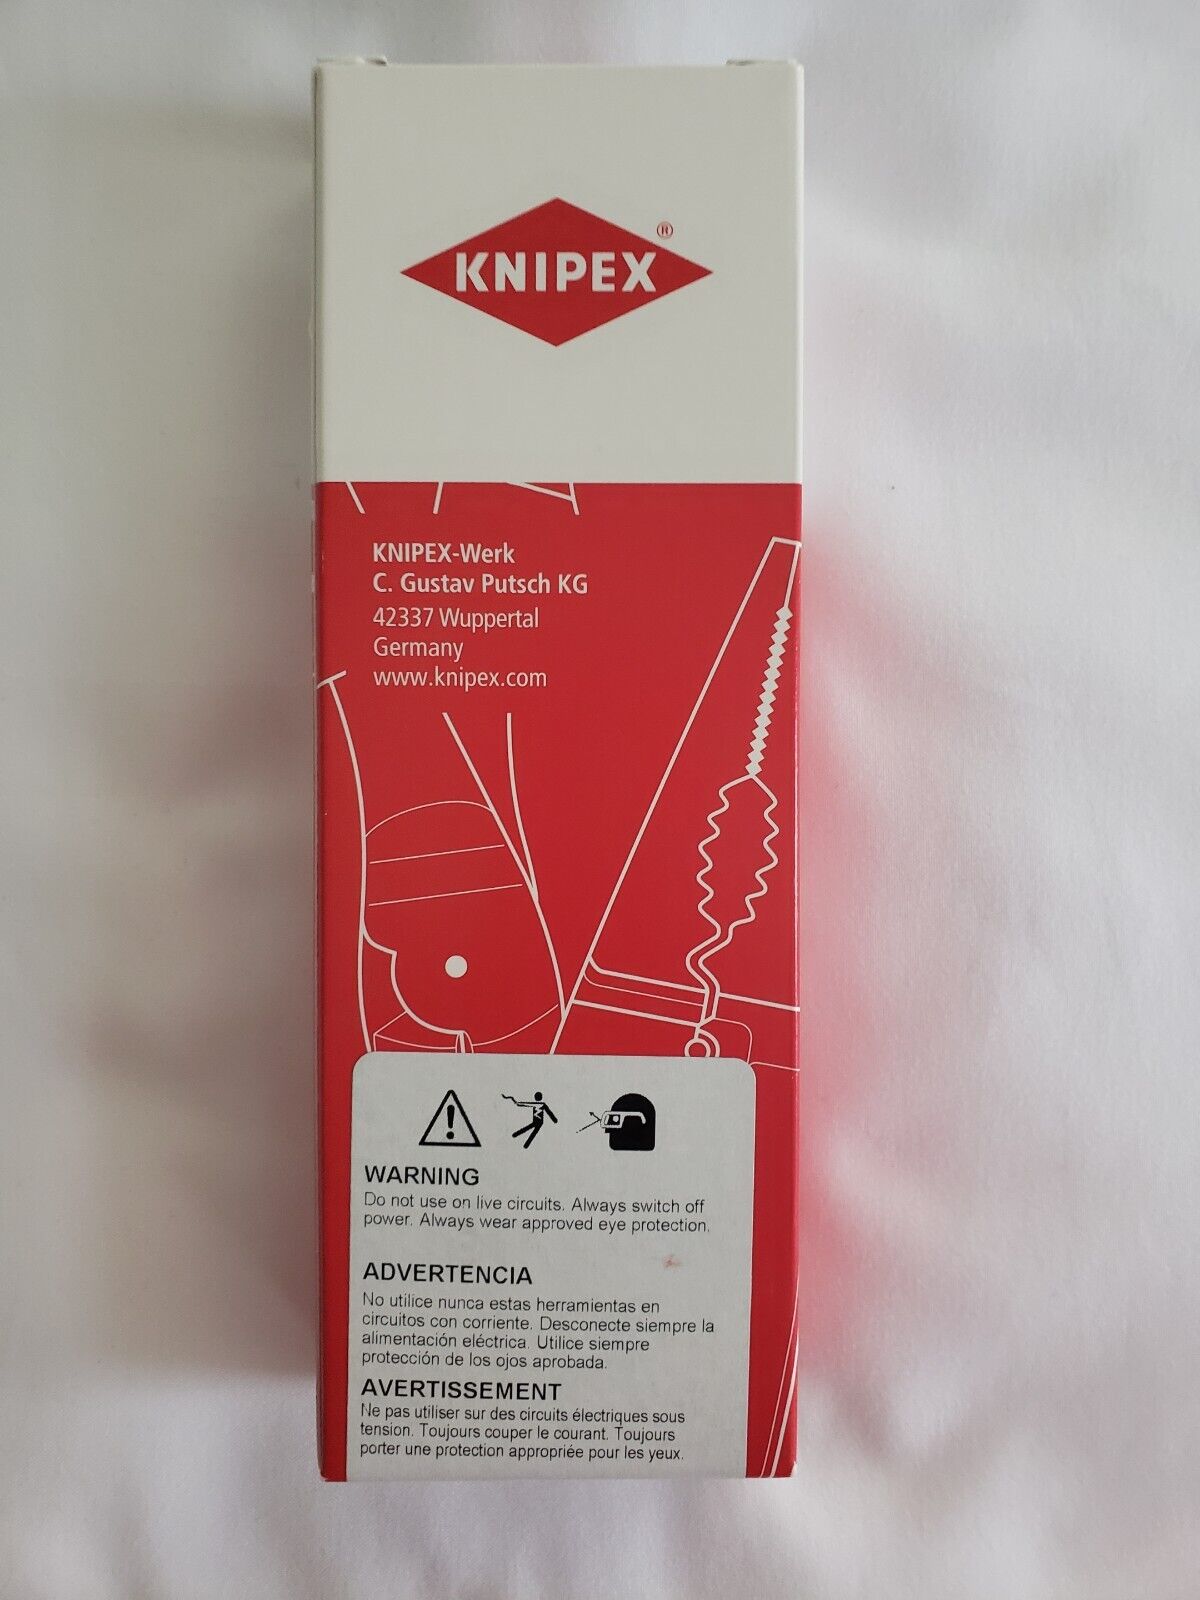 KNIPEX®
KNIPEX-Werk
C. Gustav Putsch KG
42337 Wuppertal
Germany
www.knipex.com
WARNING
Do not use on live circuits. Always switch off
power. Always wear approved eye protection.
ADVERTENCIA
No utilice nunca estas herramientas en
circuitos con corriente. Desconecte siempre la
alimentación eléctrica. Utilice siempre
protección de los ojos aprobada.
AVERTISSEMENT
Ne pas utiliser sur des circuits électriques sous
tension. Toujours couper le courant. Toujours
porter une protection appropriée pour les yeux.